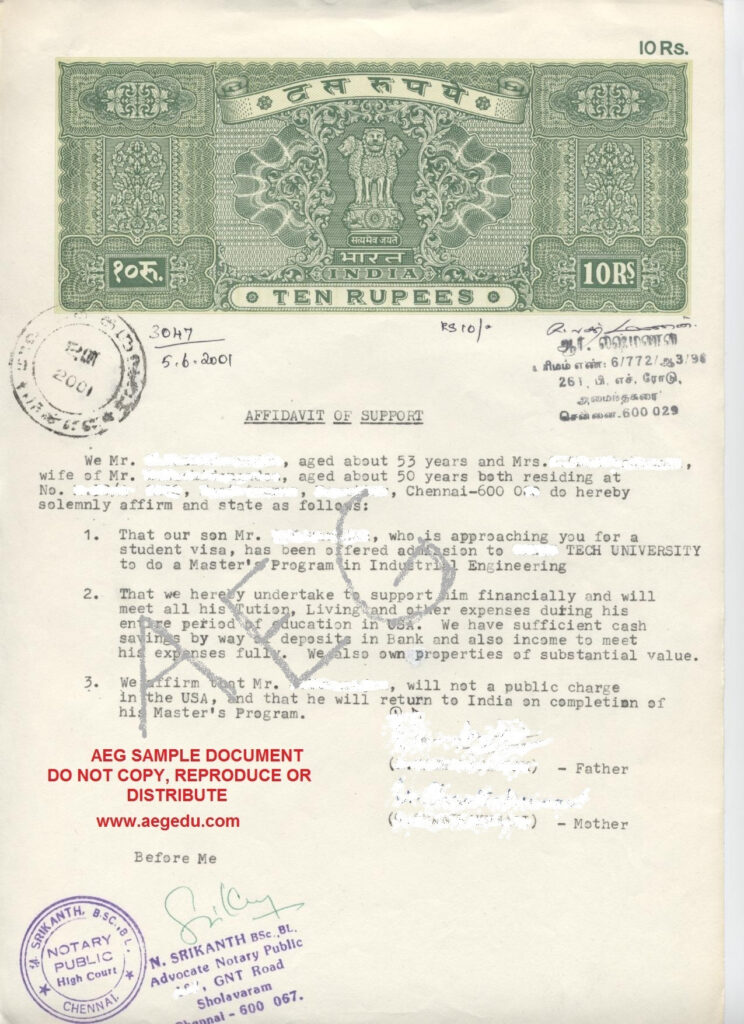 10 Rs.
दस रुपये
सत्यमेव जयते
भारत
INDIA
१०रु.
10RS
TEN RUPEES
3047
5.6.2001
RS 10/-
2001
ஆர். லஷ்மணன்
உரிமம் எண்: 6/772/ஆ3/96
261, பி. எச். ரோடு,
அமைந்தகரை
சென்னை.600 029
AFFIDAVIT OF SUPPORT
We Mr. , aged about 53 years and Mrs. ,
wife of Mr. , aged about 50 years both residing at
No. , , , Chennai-600 0 do hereby
solemnly affirm and state as follows:
1. That our son Mr. , who is approaching you for a
student visa, has been offered admission to TECH UNIVERSITY
to do a Master's Program in Industrial Engineering
2. That we hereby undertake to support him financially and will
meet all his Tution, Living and other expenses during his
entire period of education in USA. We have sufficient cash
savings by way of deposits in Bank and also income to meet
his expenses fully. We also own properties of substantial value.
3. We affirm that Mr. , will not a public charge
in the USA, and that he will return to India on completion of
his Master's Program.
AEG
AEG SAMPLE DOCUMENT
DO NOT COPY, REPRODUCE OR
DISTRIBUTE
www.aegedu.com
( ) - Father
( ) - Mother
Before Me
N. SRIKANTH, B.SC., B.L.
NOTARY
PUBLIC
High Court
CHENNAI
N. SRIKANTH BSc.,BL.
Advocate Notary Public
, GNT Road
Sholavaram
Chennai - 600 067.